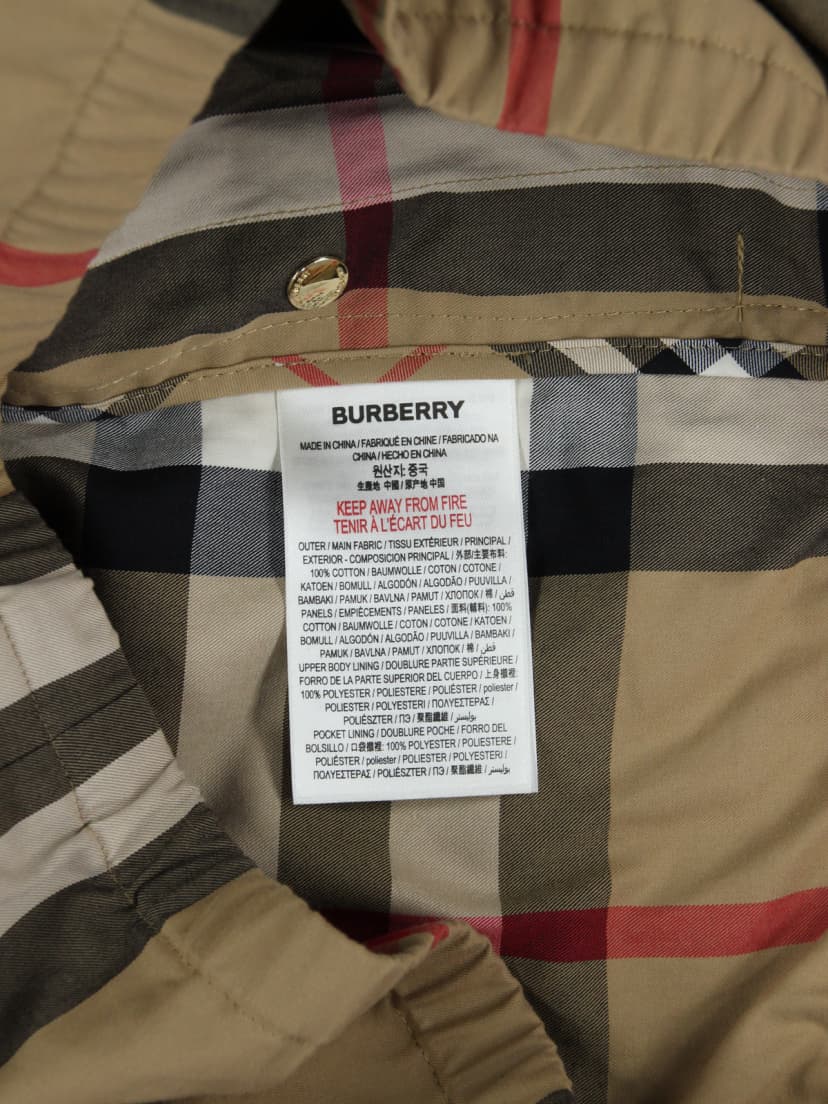 BURBERRY
MADE IN CHINA / FABRIQUÉ EN CHINE / FABRICADO NA
CHINA / HECHO EN CHINA
원산지: 중국
生產地 中國 / 原产地 中国
KEEP AWAY FROM FIRE
TENIR À L'ÉCART DU FEU
OUTER / MAIN FABRIC / TISSU EXTÉRIEUR / PRINCIPAL /
EXTERIOR - COMPOSICION PRINCIPAL / 外部/主要布料:
100% COTTON / BAUMWOLLE / COTON / COTONE /
KATOEN / BOMULL / ALGODÓN / ALGODÃO / PUUVILLA /
BAMBAKI / PAMUK / BAVLNA / PAMUT / ХЛОПОК / 棉 / قطن /
PANELS / EMPIÈCEMENTS / PANELES / 面料(輔料): 100%
COTTON / BAUMWOLLE / COTON / COTONE / KATOEN /
BOMULL / ALGODÓN / ALGODÃO / PUUVILLA / BAMBAKI /
PAMUK / BAVLNA / PAMUT / ХЛОПОК / 棉 / قطن /
UPPER BODY LINING / DOUBLURE PARTIE SUPÉRIEURE /
FORRO DE LA PARTE SUPERIOR DEL CUERPO / 上身襯裡:
100% POLYESTER / POLIESTERE / POLIÉSTER / poliester /
POLYESTER / POLYESTERI / ΠΟΛΥΕΣΤΕΡΑΣ /
POLIÉSZTER / ПЭ / 聚酯纖維 / بوليستر /
POCKET LINING / DOUBLURE POCHE / FORRO DEL
BOLSILLO / 口袋襯裡: 100% POLYESTER / POLIESTERE /
POLIÉSTER / poliester / POLYESTER / POLYESTERI /
ΠΟΛΥΕΣΤΕΡΑΣ / POLIÉSZTER / ПЭ / 聚酯纖維 / بوليستر